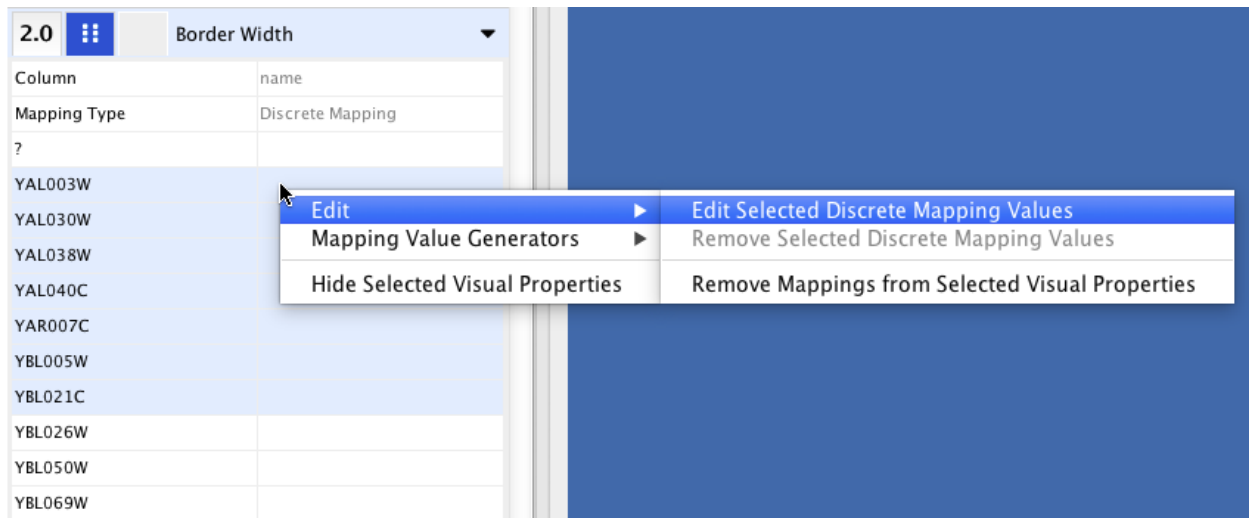 2.0 Border Width
Column name
Mapping Type Discrete Mapping
?
YAL003W
YAL030W
Edit Edit Selected Discrete Mapping Values
Mapping Value Generators Remove Selected Discrete Mapping Values
YAL038W
YAL040C
Hide Selected Visual Properties Remove Mappings from Selected Visual Properties
YAR007C
YBL005W
YBL021C
YBL026W
YBL050W
YBL069W